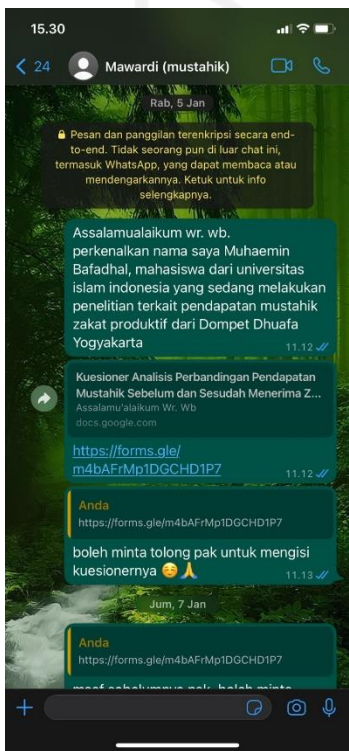 15.30
24
Mawardi (mustahik)
Rab, 5 Jan
Pesan dan panggilan terenkripsi secara end-
to-end. Tidak seorang pun di luar chat ini,
termasuk WhatsApp, yang dapat membaca atau
mendengarkannya. Ketuk untuk info
selengkapnya.
Assalamualaikum wr. wb.
perkenalkan nama saya Muhaemin
Bafadhal, mahasiswa dari universitas
islam indonesia yang sedang melakukan
penelitian terkait pendapatan mustahik
zakat produktif dari Dompet Dhuafa
Yogyakarta
11.12
Kuesioner Analisis Perbandingan Pendapatan
Mustahik Sebelum dan Sesudah Menerima Z...
Assalamu'alaikum Wr. Wb
docs.google.com
https://forms.gle/
m4bAFrMp1DGCHD1P7
11.12
Anda
https://forms.gle/m4bAFrMp1DGCHD1P7
boleh minta tolong pak untuk mengisi
kuesionernya 😊🙏
11.13
Jum, 7 Jan
Anda
https://forms.gle/m4bAFrMp1DGCHD1P7